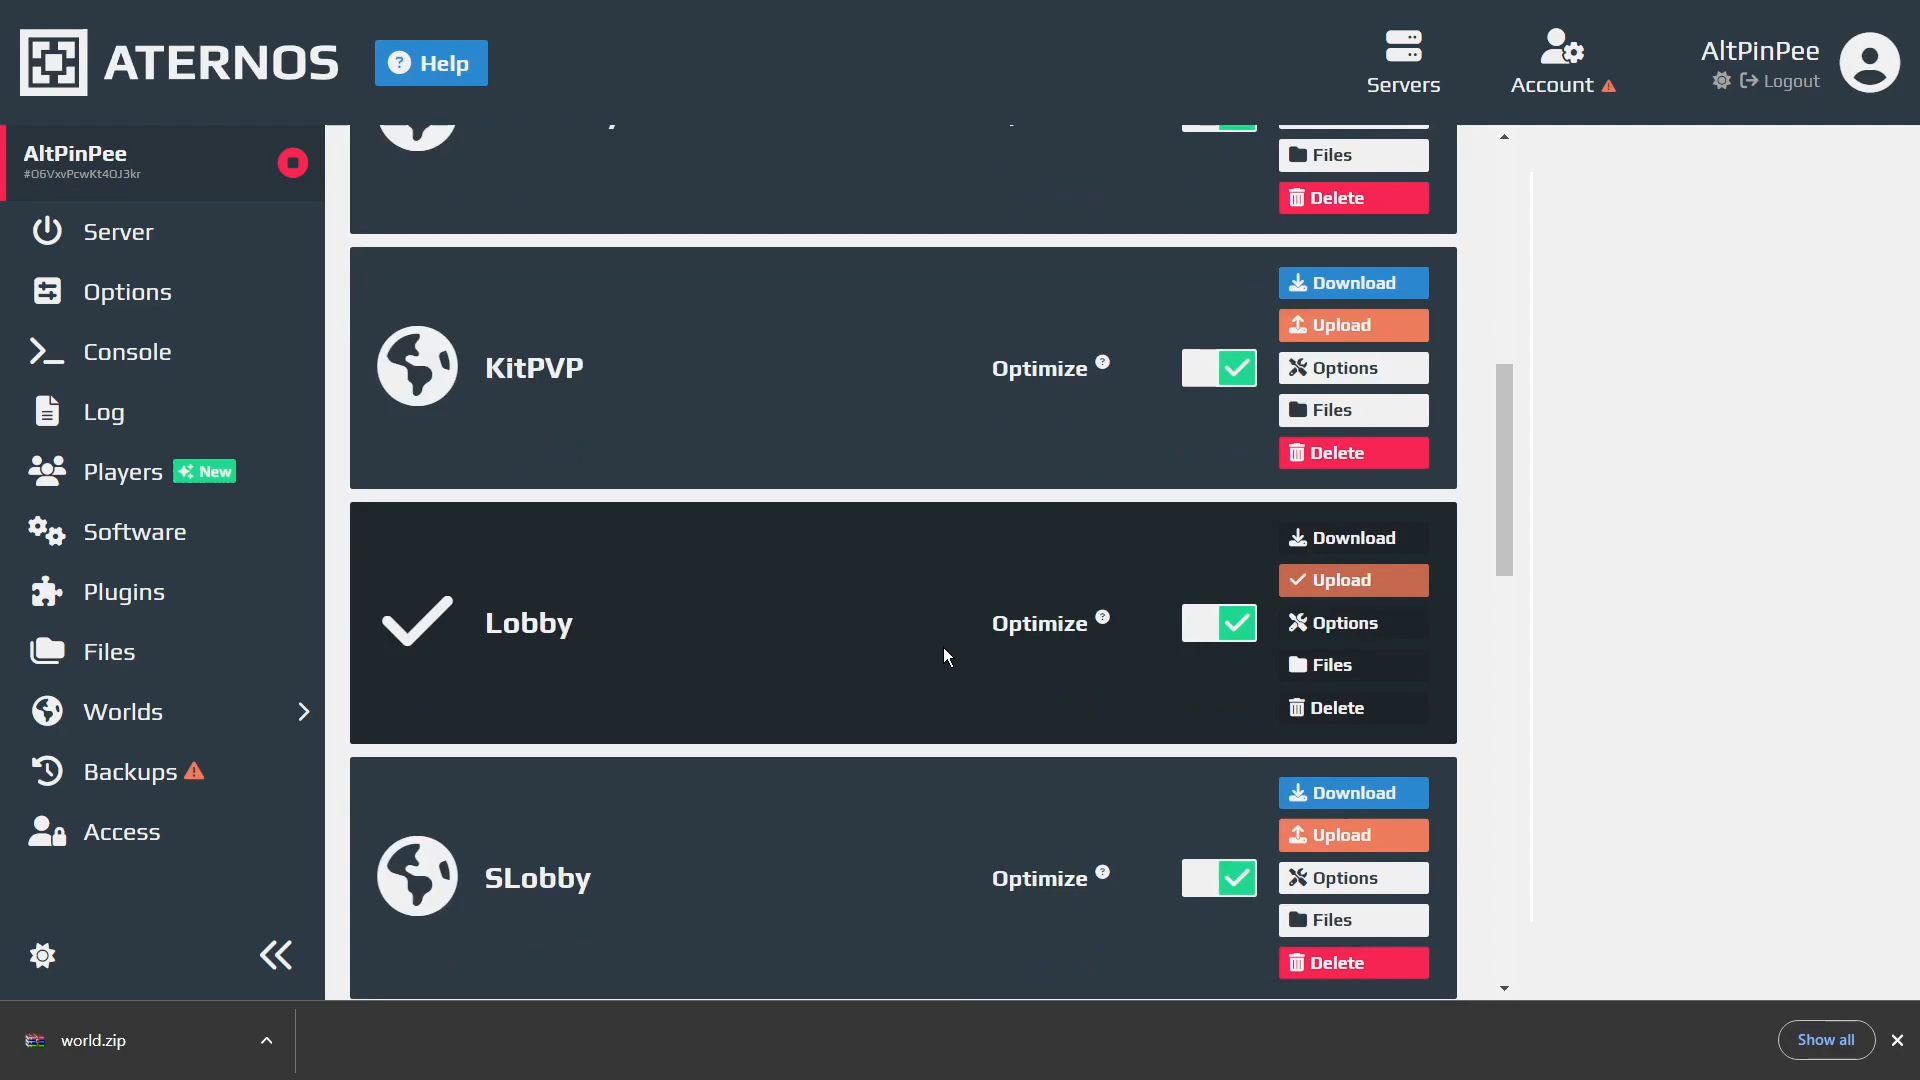 ATERNOS
Help
Servers
Account
AltPinPee
Logout
AltPinPee
#O6VxvPcwKt4OJ3kr
Server
Options
Console
Log
Players New
Software
Plugins
Files
Worlds
Backups
Access
Files
Delete
KitPVP
Optimize
Download
Upload
Options
Files
Delete
Lobby
Optimize
Download
Upload
Options
Files
Delete
SLobby
Optimize
Download
Upload
Options
Files
Delete
world.zip
Show all